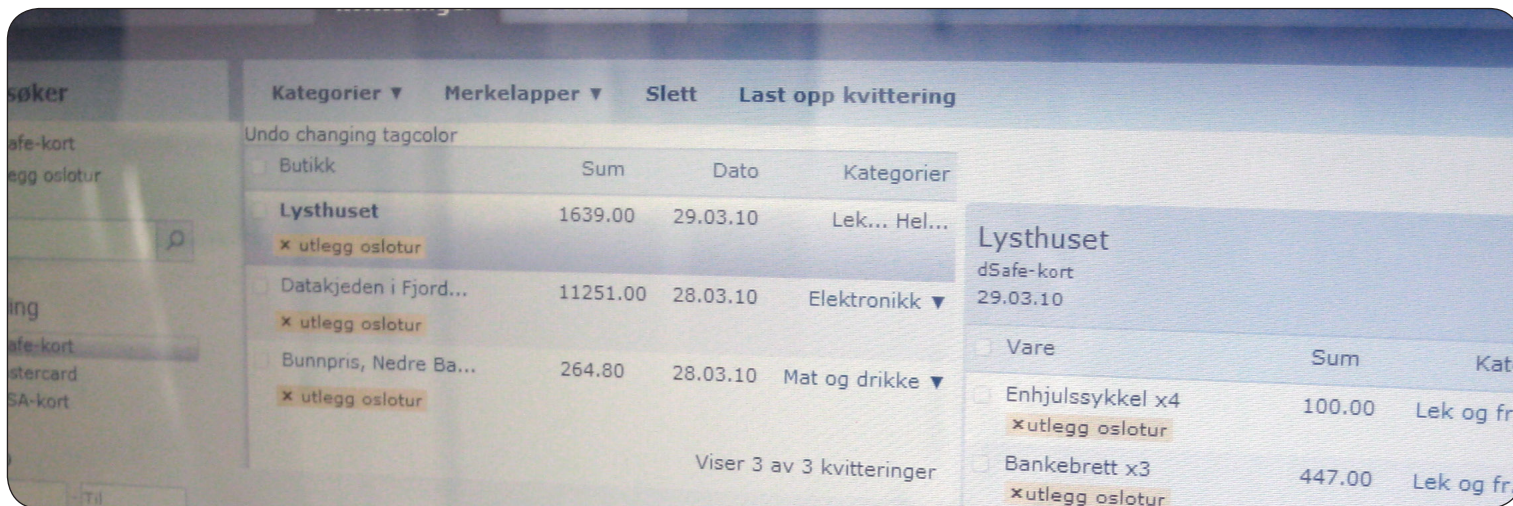 søker
afe-kort
egg oslotur
ing
afe-kort
stercard
SA-kort
Til
Kategorier ▼ Merkelapper ▼ Slett Last opp kvittering
Undo changing tagcolor
Butikk Sum Dato Kategorier
Lysthuset 1639.00 29.03.10 Lek... Hel...
× utlegg oslotur
Datakjeden i Fjord... 11251.00 28.03.10 Elektronikk ▼
× utlegg oslotur
Bunnpris, Nedre Ba... 264.80 28.03.10 Mat og drikke ▼
× utlegg oslotur
Viser 3 av 3 kvitteringer
Lysthuset
dSafe-kort
29.03.10
Vare Sum Kat
Enhjulssykkel x4 100.00 Lek og fr
×utlegg oslotur
Bankebrett x3 447.00 Lek og fr.
×utlegg oslotur